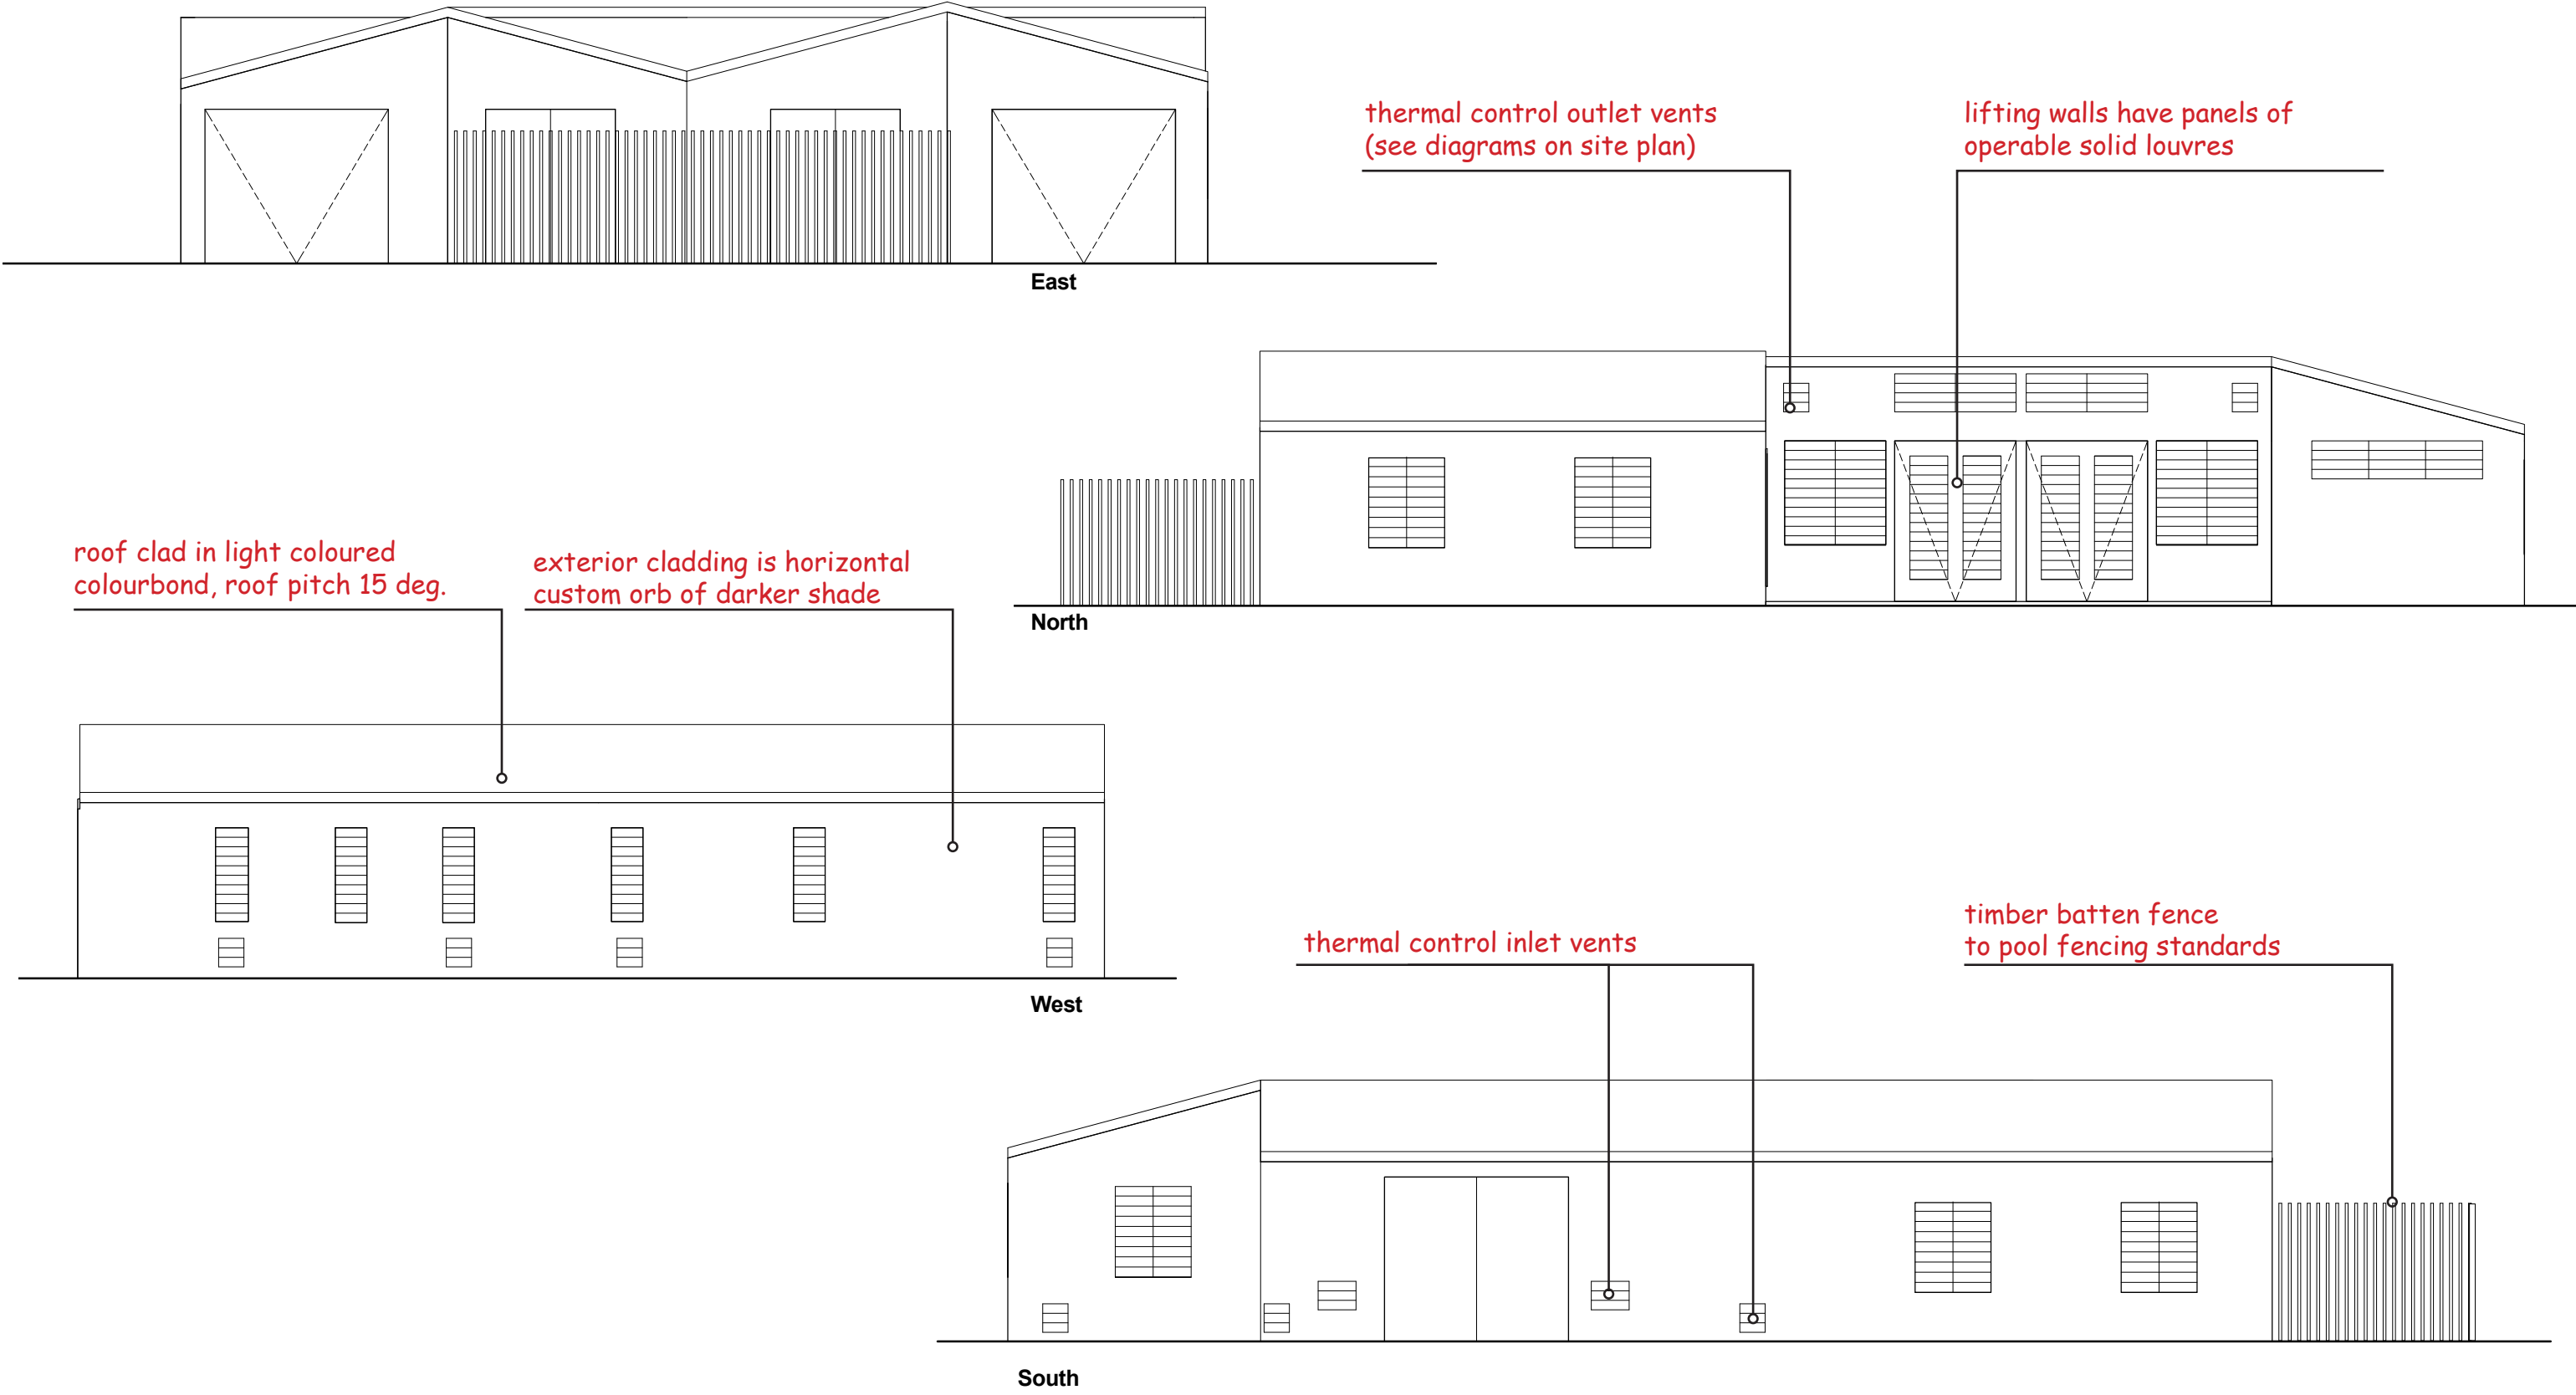 thermal control outlet vents
(see diagrams on site plan)
lifting walls have panels of
operable solid louvres
East
roof clad in light coloured
colourbond, roof pitch 15 deg.
exterior cladding is horizontal
custom orb of darker shade
North
thermal control inlet vents
timber batten fence
to pool fencing standards
West
South